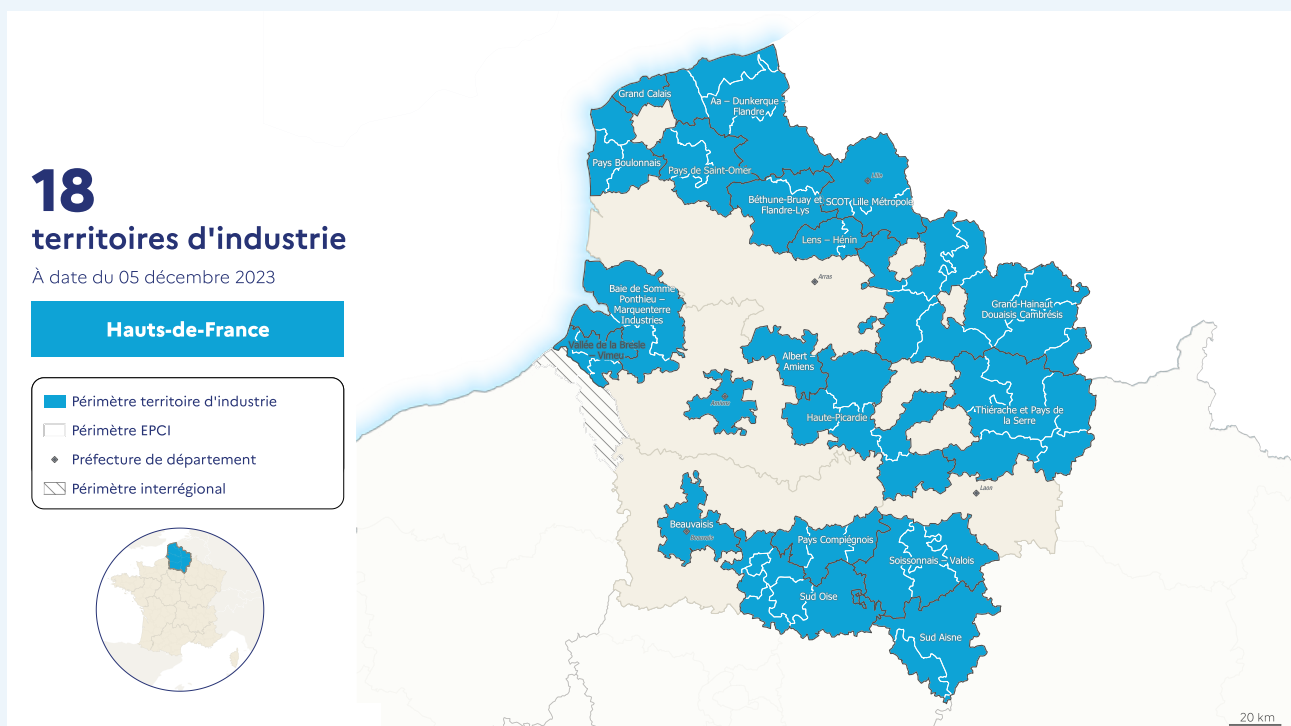 18
territoires d'industrie
À date du 05 décembre 2023
Hauts-de-France
Périmètre territoire d'industrie
Périmètre EPCI
Préfecture de département
Périmètre interrégional
Grand Calais
Aa – Dunkerque –
Flandre
Pays Boulonnais
Pays de Saint-Omer
Lille
Béthune-Bruay et
Flandre-Lys
SCOT Lille Métropole
Lens – Hénin
Arras
Baie de Somme
Ponthieu –
Marquenterre
Industries
Grand-Hainaut
Douaisis Cambrésis
Vallée de la Bresle
– Vimeu
Albert –
Amiens
Amiens
Haute-Picardie
Thiérache et Pays de
la Serre
Laon
Beauvaisis
Beauvais
Pays Compiégnois
Soissonnais – Valois
Sud Oise
Sud Aisne
20 km